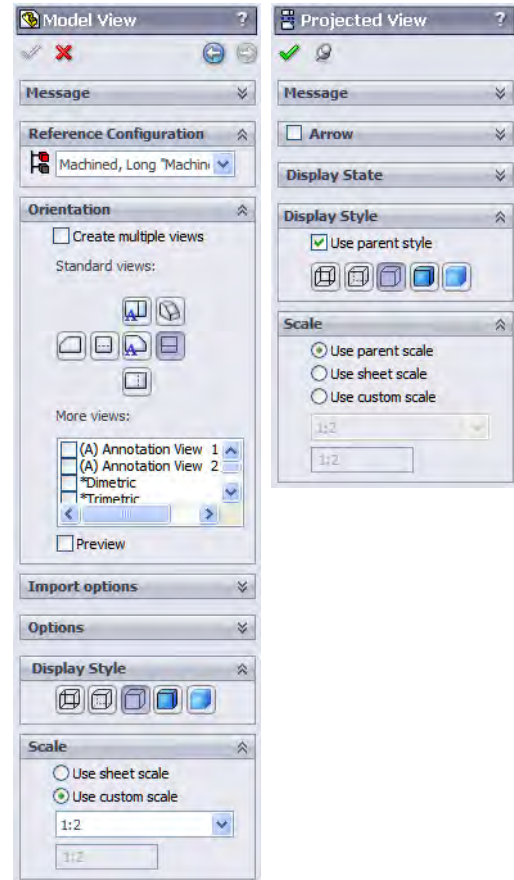 Model View ?
Message
Reference Configuration
Machined, Long "Machin
Orientation
Create multiple views
Standard views:
A
A
More views:
(A) Annotation View 1
(A) Annotation View 2
*Dimetric
*Trimetric
Preview
Import options
Options
Display Style
Scale
Use sheet scale
Use custom scale
1:2
1:2
Projected View ?
Message
Arrow
Display State
Display Style
Use parent style
Scale
Use parent scale
Use sheet scale
Use custom scale
1:2
1:2